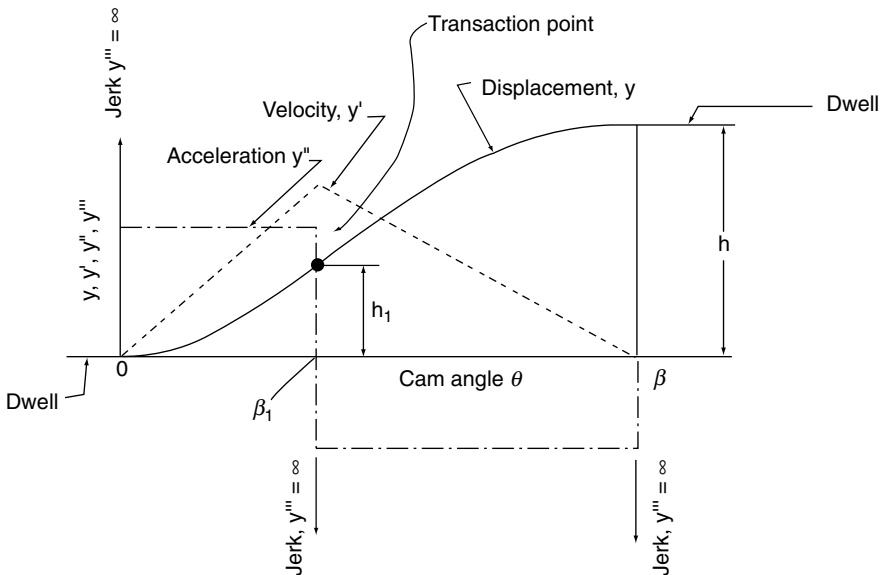 Jerk y''' = ∞
Transaction point
Displacement, y
Velocity, y'
Dwell
Acceleration y''
y, y', y'', y'''
h
h₁
0
Cam angle θ
β
Dwell
β₁
Jerk, y''' = ∞
Jerk, y''' = ∞